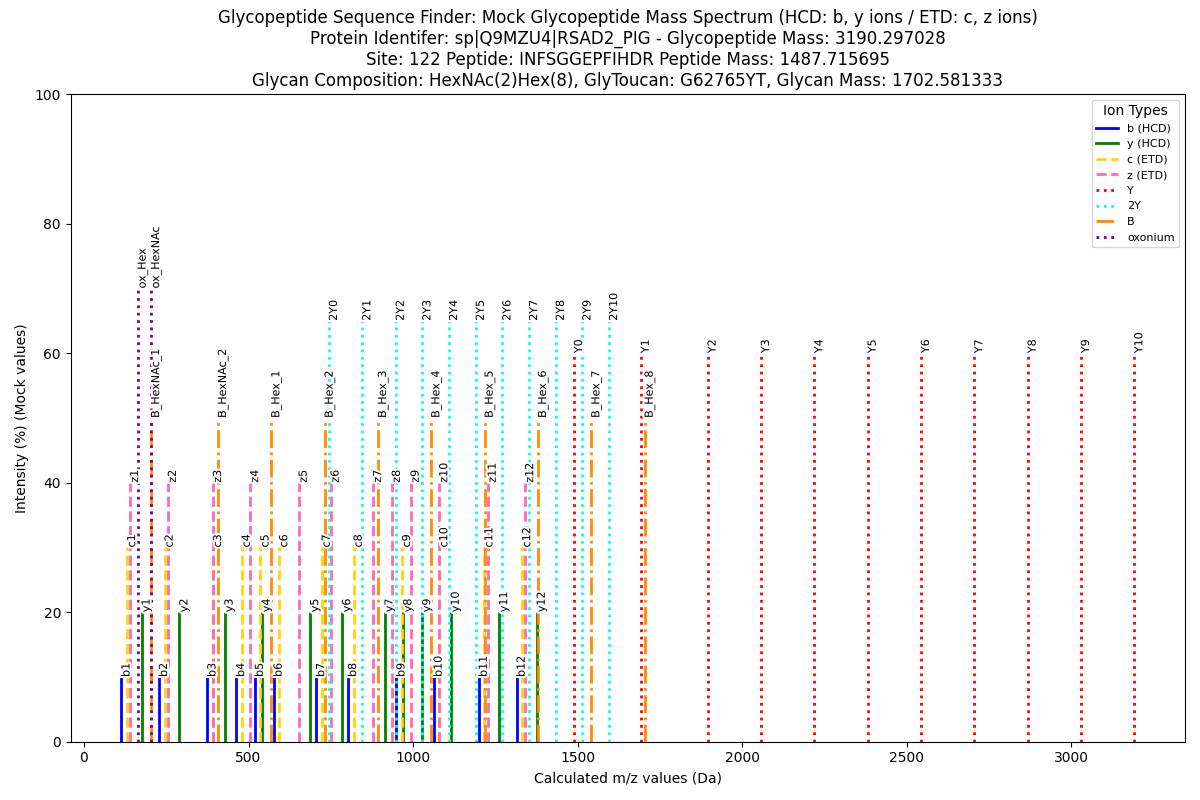 Glycopeptide Sequence Finder: Mock Glycopeptide Mass Spectrum (HCD: b, y ions / ETD: c, z ions)
Protein Identifer: sp|Q9MZU4|RSAD2_PIG - Glycopeptide Mass: 3190.297028
Site: 122 Peptide: INFSGGEPFIHDR Peptide Mass: 1487.715695
Glycan Composition: HexNAc(2)Hex(8), GlyToucan: G62765YT, Glycan Mass: 1702.581333
Intensity (%) (Mock values)
100
80
60
40
20
0
Ion Types
b (HCD)
y (HCD)
c (ETD)
z (ETD)
Y
2Y
B
oxonium
ox_Hex
ox_HexNAc
2Y0
2Y1
2Y2
2Y3
2Y4
2Y5
2Y6
2Y7
2Y8
2Y9
2Y10
Y0
Y1
Y2
Y3
Y4
Y5
Y6
Y7
Y8
Y9
Y10
B_HexNAc_1
B_HexNAc_2
B_Hex_1
B_Hex_2
B_Hex_3
B_Hex_4
B_Hex_5
B_Hex_6
B_Hex_7
B_Hex_8
z1
z2
z3
z4
z5
z6
z7
z8
z9
z10
z11
z12
c1
c2
c3
c4
c5
c6
c7
c8
c9
c10
c11
c12
y1
y2
y3
y4
y5
y6
y7
y8
y9
y10
y11
y12
b1
b2
b3
b4
b5
b6
b7
b8
b9
b10
b11
b12
0
500
1000
1500
2000
2500
3000
Calculated m/z values (Da)